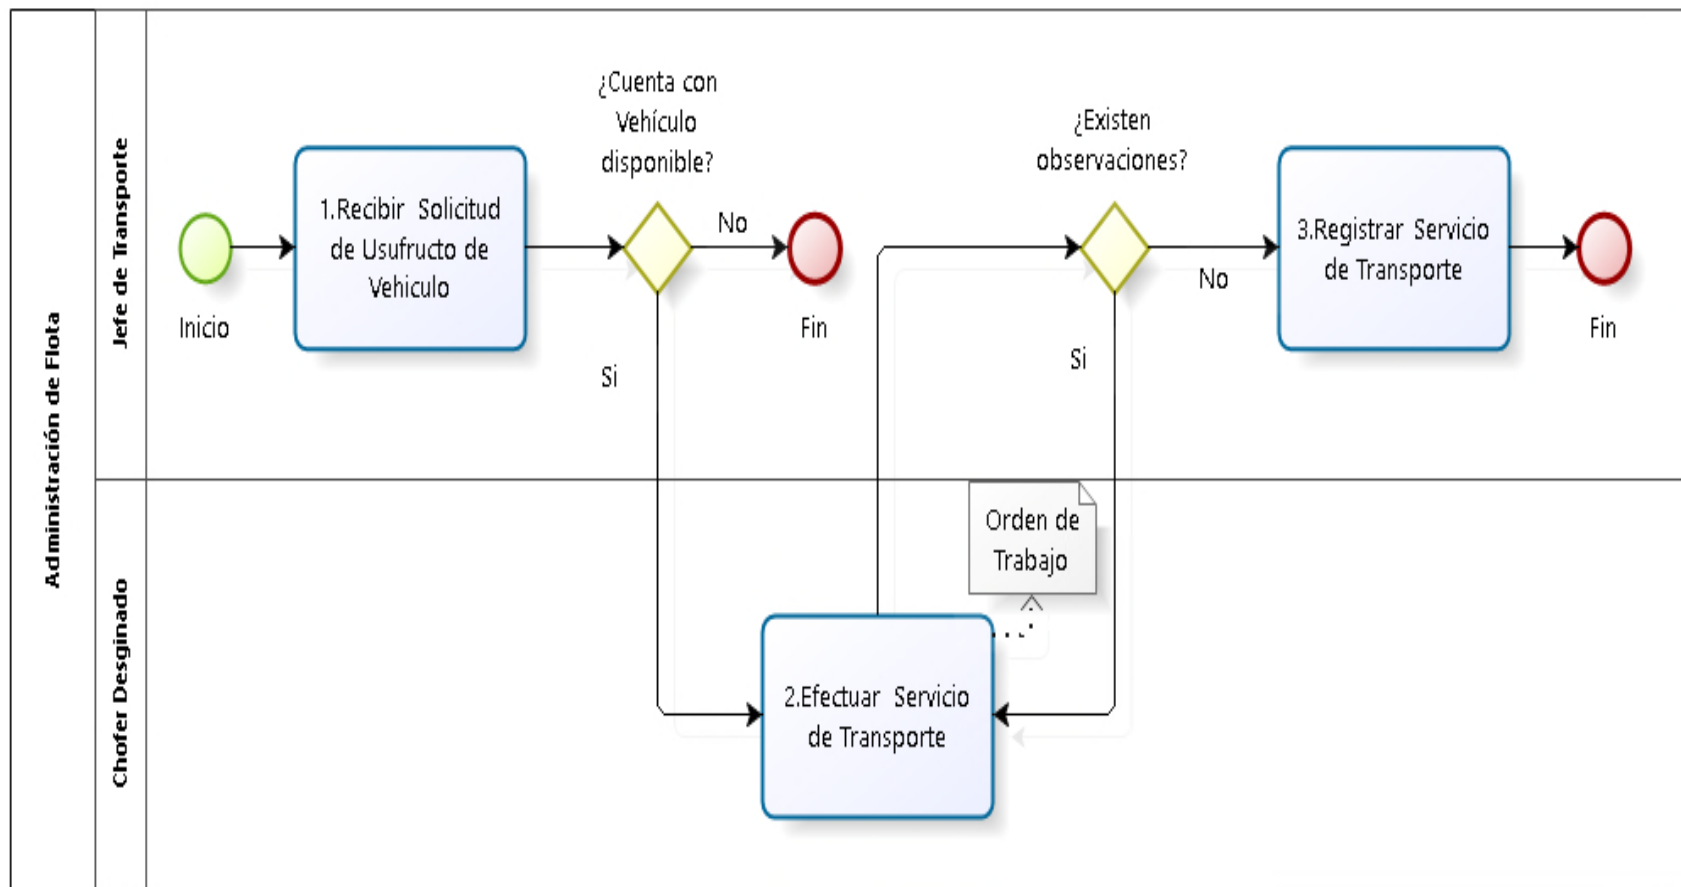 Administración de Flota
Jefe de Transporte
Chofer Desginado
Inicio
1.Recibir Solicitud
de Usufructo de
Vehiculo
¿Cuenta con
Vehículo
disponible?
No
Si
Fin
¿Existen
observaciones?
No
Si
3.Registrar Servicio
de Transporte
Fin
Orden de
Trabajo
2.Efectuar Servicio
de Transporte